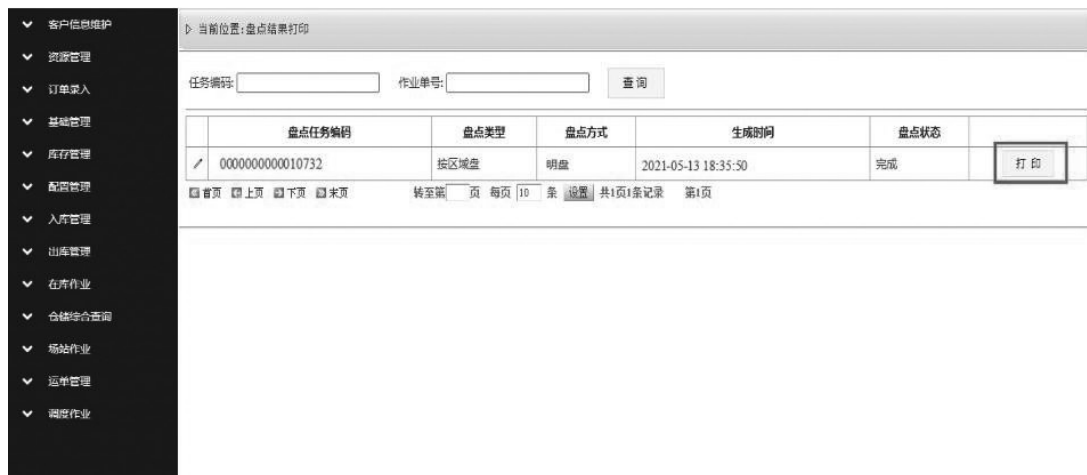 客户信息维护
资源管理
订单录入
基础管理
库存管理
配置管理
入库管理
出库管理
在库作业
仓储综合查询
场站作业
运单管理
调度作业
当前位置:盘点结果打印
任务编码: 作业单号: 查询
盘点任务编码 盘点类型 盘点方式 生成时间 盘点状态
0000000000010732 按区域盘 明盘 2021-05-13 18:35:50 完成 打印
首页 上页 下页 末页 转至第 页 每页 10 条 设置 共1页1条记录 第1页